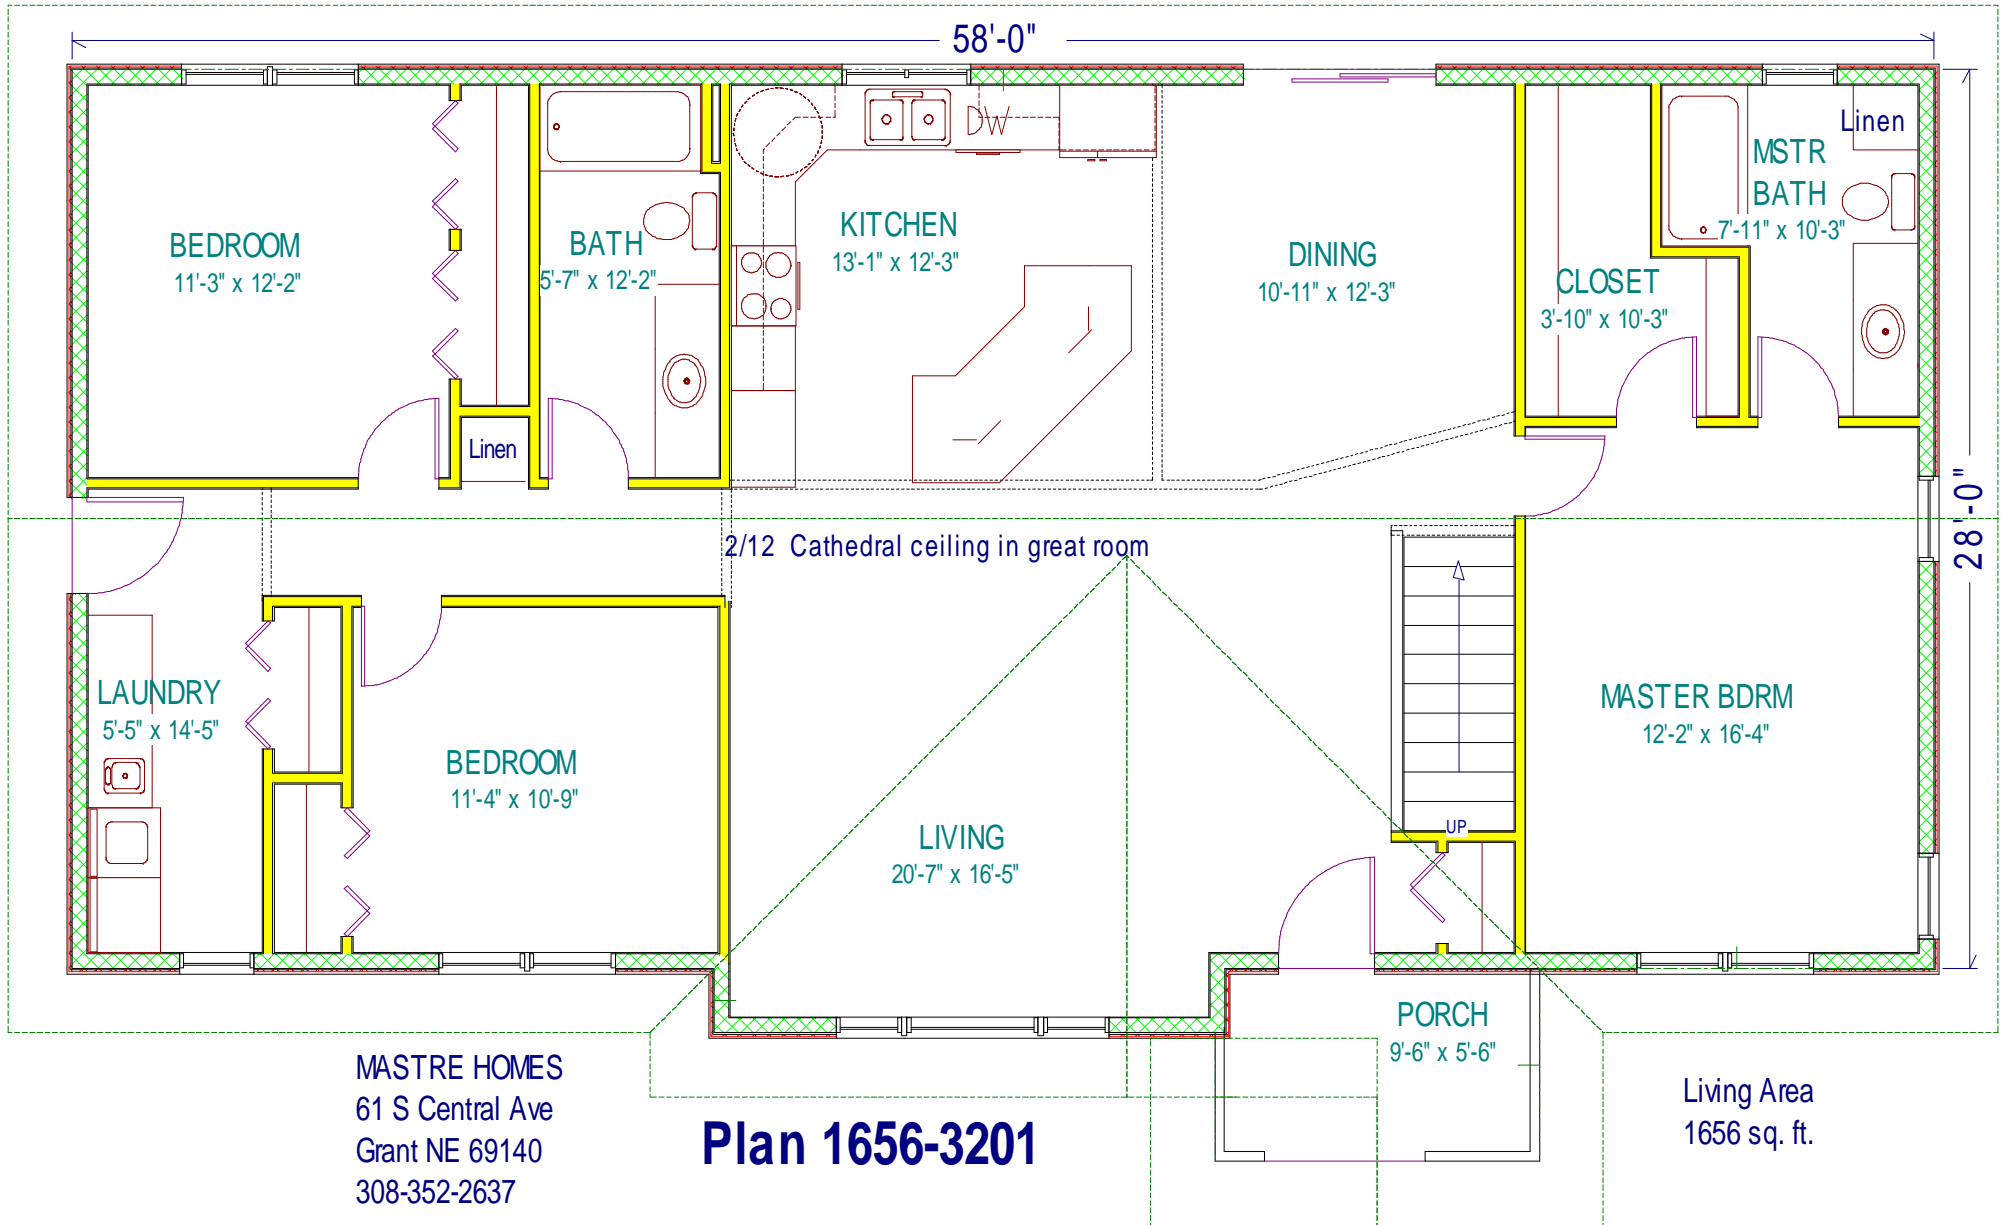 58'-0"
Linen
MSTR
BATH
7'-11" x 10'-3"
BEDROOM
11'-3" x 12'-2"
BATH
5'-7" x 12'-2"
KITCHEN
13'-1" x 12'-3"
DW
DINING
10'-11" x 12'-3"
CLOSET
3'-10" x 10'-3"
Linen
28'-0"
2/12 Cathedral ceiling in great room
LAUNDRY
5'-5" x 14'-5"
BEDROOM
11'-4" x 10'-9"
LIVING
20'-7" x 16'-5"
UP
MASTER BDRM
12'-2" x 16'-4"
PORCH
9'-6" x 5'-6"
MASTRE HOMES
61 S Central Ave
Grant NE 69140
308-352-2637
Plan 1656-3201
Living Area
1656 sq. ft.